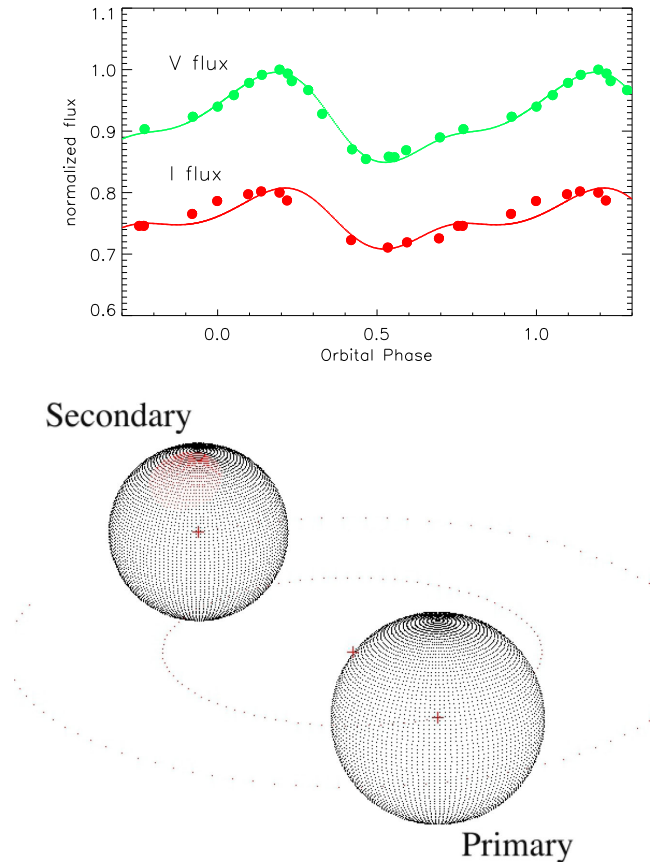 1.1
1.0
0.9
0.8
0.7
0.6
normalized flux
V flux
I flux
0.0 0.5 1.0
Orbital Phase
Secondary
Primary